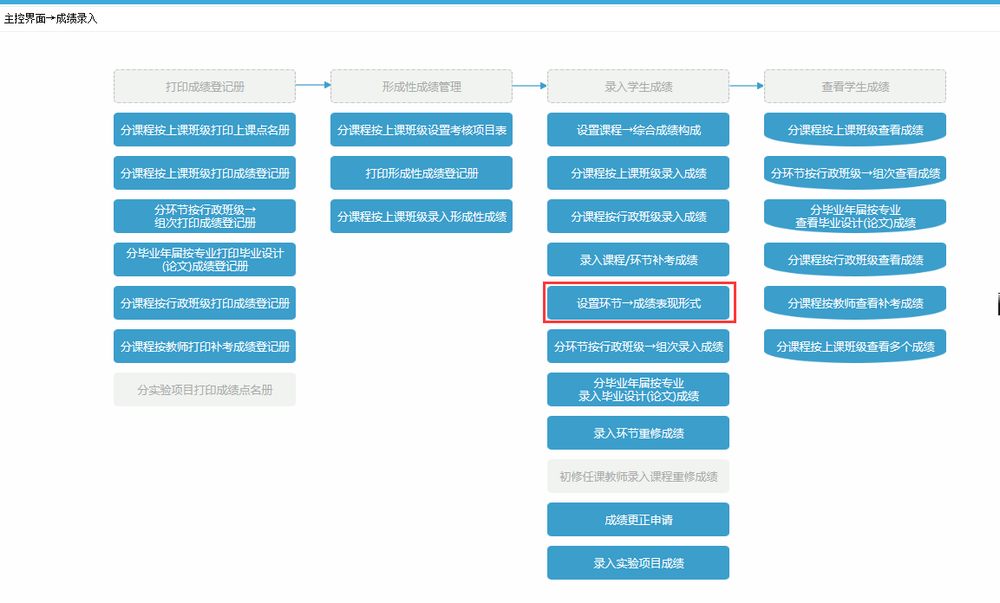 主控界面→成绩录入
打印成绩登记册
分课程按上课班级打印上课点名册
分课程按上课班级打印成绩登记册
分环节按行政班级→
组次打印成绩登记册
分毕业年届按专业打印毕业设计
(论文)成绩登记册
分课程按行政班级打印成绩登记册
分课程按教师打印补考成绩登记册
分实验项目打印成绩点名册
形成性成绩管理
分课程按上课班级设置考核项目表
打印形成性成绩登记册
分课程按上课班级录入形成性成绩
录入学生成绩
设置课程→综合成绩构成
分课程按上课班级录入成绩
分课程按行政班级录入成绩
录入课程/环节补考成绩
设置环节→成绩表现形式
分环节按行政班级→组次录入成绩
分毕业年届按专业
录入毕业设计(论文)成绩
录入环节重修成绩
初修任课教师录入课程重修成绩
成绩更正申请
录入实验项目成绩
查看学生成绩
分课程按上课班级查看成绩
分环节按行政班级→组次查看成绩
分毕业年届按专业
查看毕业设计(论文)成绩
分课程按行政班级查看成绩
分课程按教师查看补考成绩
分课程按上课班级查看多个成绩